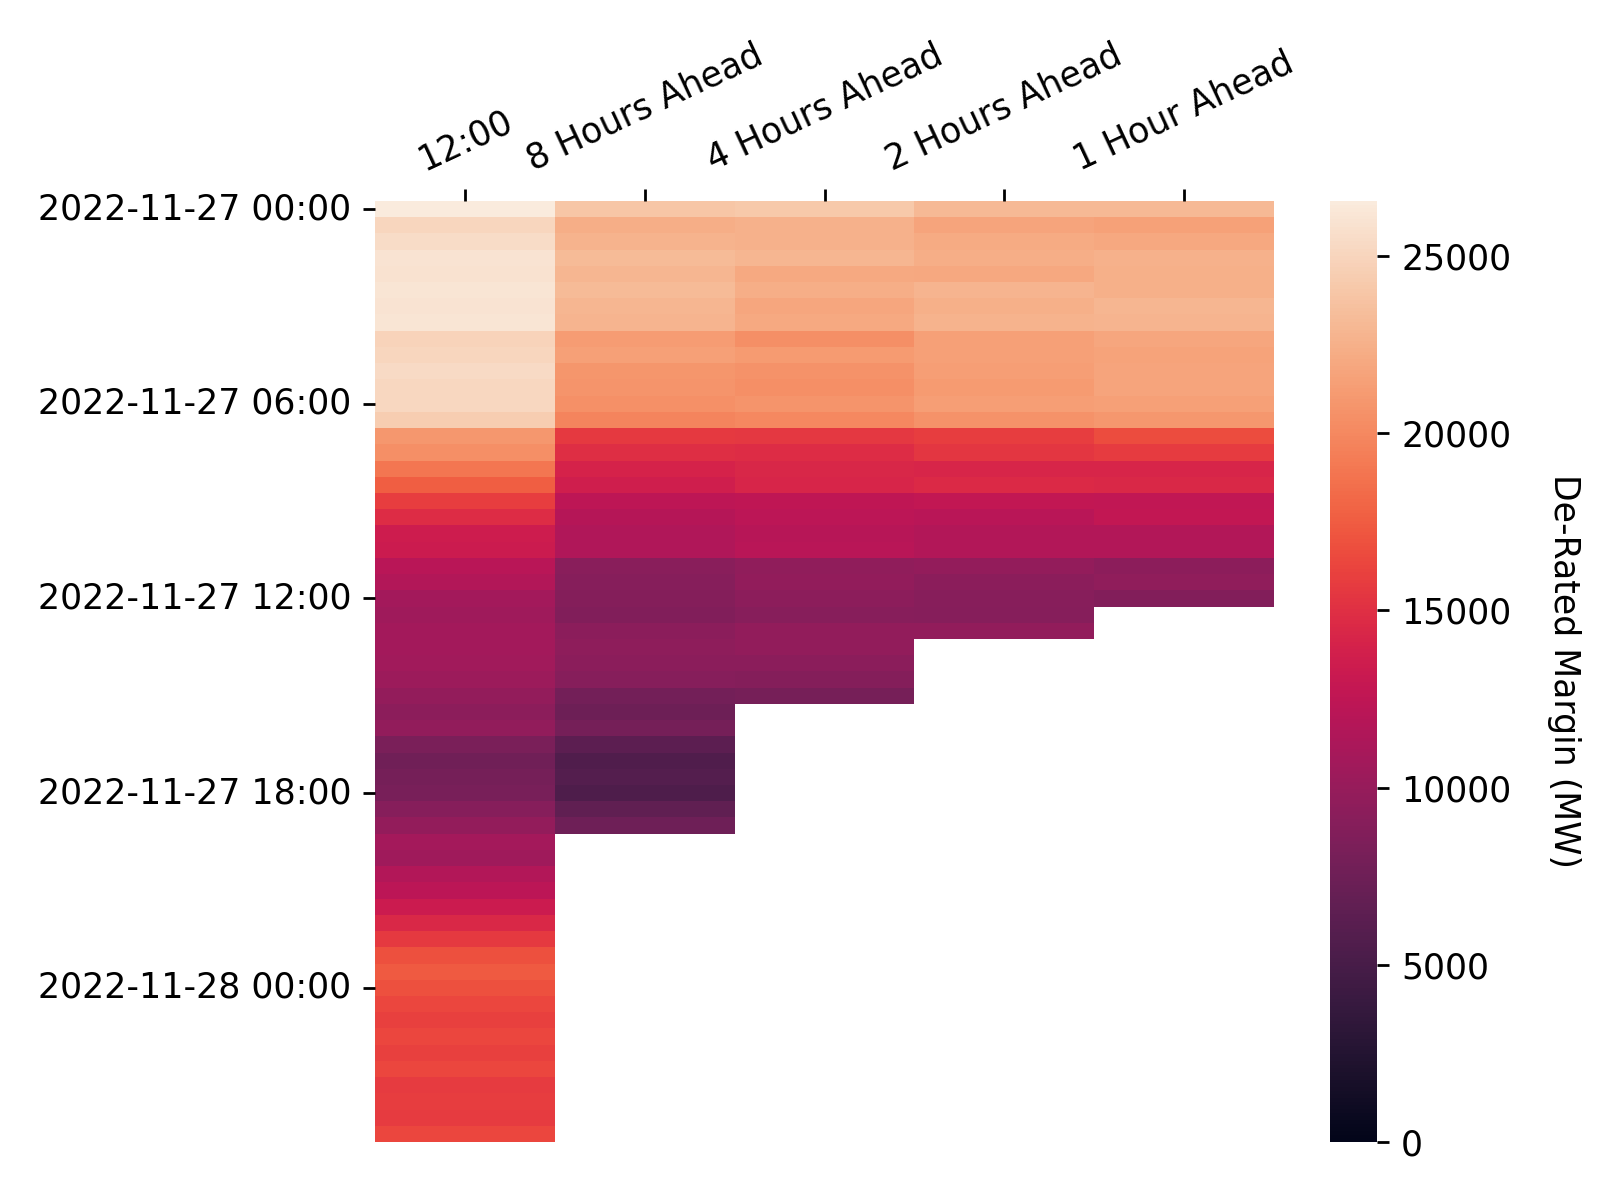 12:00
8 Hours Ahead
4 Hours Ahead
2 Hours Ahead
1 Hour Ahead
2022-11-27 00:00
2022-11-27 06:00
2022-11-27 12:00
2022-11-27 18:00
2022-11-28 00:00
25000
20000
15000
10000
5000
0
De-Rated Margin (MW)